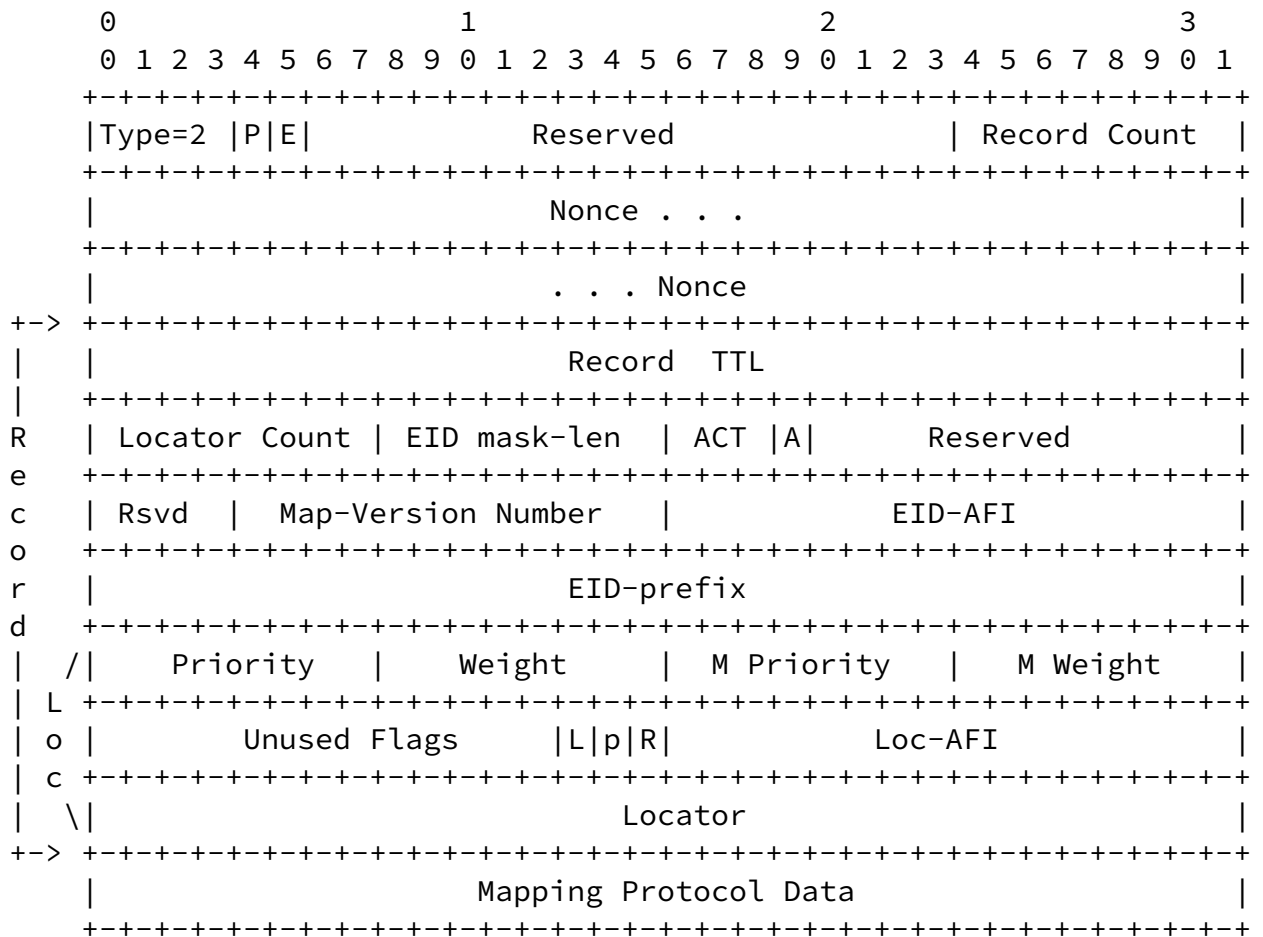 0                   1                   2                   3
       0 1 2 3 4 5 6 7 8 9 0 1 2 3 4 5 6 7 8 9 0 1 2 3 4 5 6 7 8 9 0 1
      +-+-+-+-+-+-+-+-+-+-+-+-+-+-+-+-+-+-+-+-+-+-+-+-+-+-+-+-+-+-+-+-+
      |Type=2 |P|E|            Reserved               | Record Count  |
      +-+-+-+-+-+-+-+-+-+-+-+-+-+-+-+-+-+-+-+-+-+-+-+-+-+-+-+-+-+-+-+-+
      |                         Nonce . . .                           |
      +-+-+-+-+-+-+-+-+-+-+-+-+-+-+-+-+-+-+-+-+-+-+-+-+-+-+-+-+-+-+-+-+
      |                         . . . Nonce                           |
  +-> +-+-+-+-+-+-+-+-+-+-+-+-+-+-+-+-+-+-+-+-+-+-+-+-+-+-+-+-+-+-+-+-+
  |   |                          Record  TTL                          |
  |   +-+-+-+-+-+-+-+-+-+-+-+-+-+-+-+-+-+-+-+-+-+-+-+-+-+-+-+-+-+-+-+-+
  R   | Locator Count | EID mask-len  | ACT |A|      Reserved         |
  e   +-+-+-+-+-+-+-+-+-+-+-+-+-+-+-+-+-+-+-+-+-+-+-+-+-+-+-+-+-+-+-+-+
  c   | Rsvd  |  Map-Version Number   |            EID-AFI            |
  o   +-+-+-+-+-+-+-+-+-+-+-+-+-+-+-+-+-+-+-+-+-+-+-+-+-+-+-+-+-+-+-+-+
  r   |                          EID-prefix                           |
  d   +-+-+-+-+-+-+-+-+-+-+-+-+-+-+-+-+-+-+-+-+-+-+-+-+-+-+-+-+-+-+-+-+
  |  /|    Priority   |    Weight     |  M Priority   |   M Weight    |
  | L +-+-+-+-+-+-+-+-+-+-+-+-+-+-+-+-+-+-+-+-+-+-+-+-+-+-+-+-+-+-+-+-+
  | o |        Unused Flags     |L|p|R|           Loc-AFI             |
  | c +-+-+-+-+-+-+-+-+-+-+-+-+-+-+-+-+-+-+-+-+-+-+-+-+-+-+-+-+-+-+-+-+
  |  \|                             Locator                           |
  +-> +-+-+-+-+-+-+-+-+-+-+-+-+-+-+-+-+-+-+-+-+-+-+-+-+-+-+-+-+-+-+-+-+
      |                     Mapping Protocol Data                     |
      +-+-+-+-+-+-+-+-+-+-+-+-+-+-+-+-+-+-+-+-+-+-+-+-+-+-+-+-+-+-+-+-+